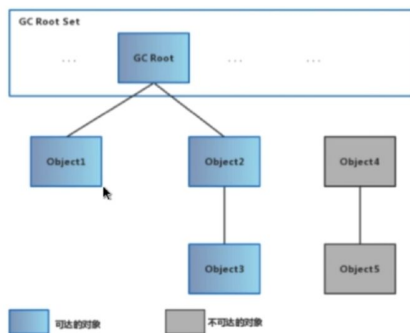 GC Root Set
... GC Root ... ...
Object1 Object2 Object4
Object3 Object5
可达的对象 不可达的对象